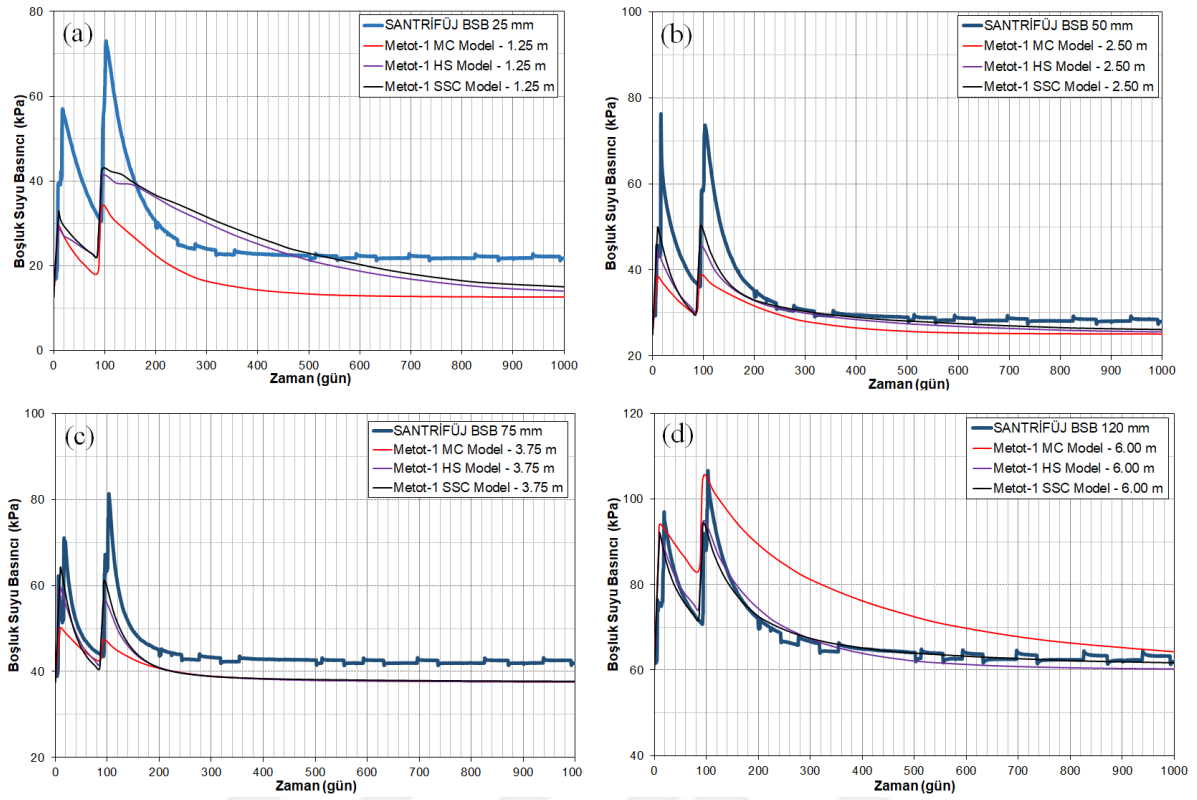 (a)
SANTRİFÜJ BSB 25 mm
Metot-1 MC Model - 1.25 m
Metot-1 HS Model - 1.25 m
Metot-1 SSC Model - 1.25 m
Boşluk Suyu Basıncı (kPa)
80
60
40
20
0
0 100 200 300 400 500 600 700 800 900 1000
Zaman (gün)
(b)
SANTRİFÜJ BSB 50 mm
Metot-1 MC Model - 2.50 m
Metot-1 HS Model - 2.50 m
Metot-1 SSC Model - 2.50 m
Boşluk Suyu Basıncı (kPa)
100
80
60
40
20
0 100 200 300 400 500 600 700 800 900 1000
Zaman (gün)
(c)
SANTRİFÜJ BSB 75 mm
Metot-1 MC Model - 3.75 m
Metot-1 HS Model - 3.75 m
Metot-1 SSC Model - 3.75 m
Boşluk Suyu Basıncı (kPa)
100
80
60
40
20
0 100 200 300 400 500 600 700 800 900 100
Zaman (gün)
(d)
SANTRİFÜJ BSB 120 mm
Metot-1 MC Model - 6.00 m
Metot-1 HS Model - 6.00 m
Metot-1 SSC Model - 6.00 m
Boşluk Suyu Basıncı (kPa)
120
100
80
60
40
0 100 200 300 400 500 600 700 800 900 1000
Zaman (gün)